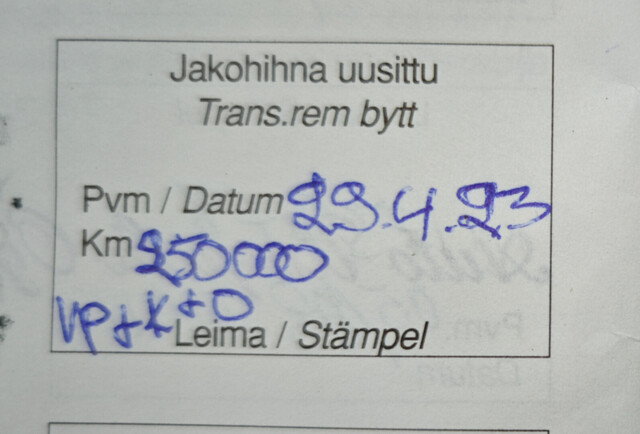 Jakohihna uusittu
Trans.rem bytt
Pvm / Datum 29.4.23
Km 250000
VP+K+O
Leima / Stämpel